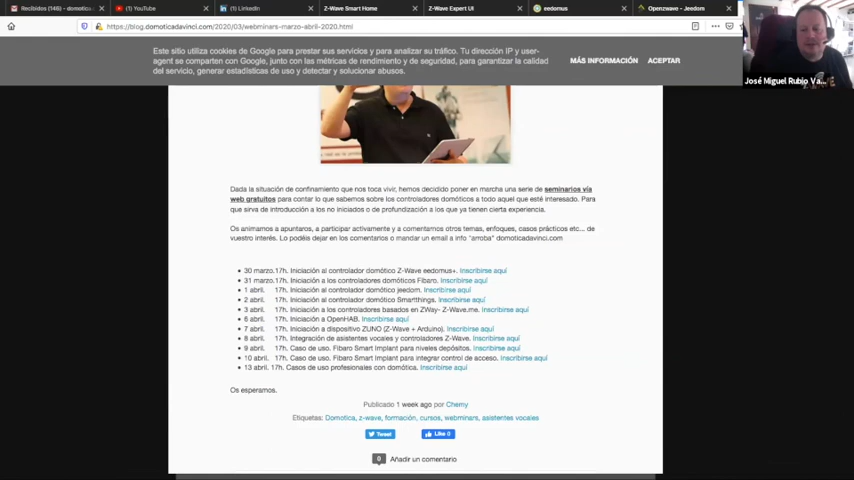 Recibidos (146) - domotica
YouTube
(1) LinkedIn
Z-Wave Smart Home
Z-Wave Expert UI
eedomus
Openzwave - Jeedom
https://blog.domoticadavinci.com/2020/03/webminars-marzo-abril-2020.html
Este sitio utiliza cookies de Google para prestar sus servicios y para analizar su tráfico. Tu dirección IP y user-
agent se comparten con Google, junto con las métricas de rendimiento y de seguridad, para garantizar la calidad
del servicio, generar estadísticas de uso y detectar y solucionar abusos.
MÁS INFORMACIÓN ACEPTAR
José Miguel Rubio Va...
Dada la situación de confinamiento que nos toca vivir, hemos decidido poner en marcha una serie de seminarios vía
web gratuitos para contar lo que sabemos sobre los controladores domóticos a todo aquel que esté interesado. Para
que sirva de introducción a los no iniciados o de profundización a los que ya tienen cierta experiencia.
Os animamos a apuntaros, a participar activamente y a comentarnos otros temas, enfoques, casos prácticos etc... de
vuestro interés. Lo podéis dejar en los comentarios o mandar un email a info "arroba" domoticadavinci.com
30 marzo.17h. Iniciación al controlador domótico Z-Wave eedomus+. Inscribirse aquí
31 marzo.17h. Iniciación a los controladores domóticos Fibaro. Inscribirse aquí
1 abril. 17h. Iniciación al controlador domótico jeedom. Inscribirse aquí
2 abril. 17h. Iniciación al controlador domótico Smartthings. Inscribirse aquí
3 abril. 17h. Iniciación a los controladores basados en ZWay- Z-Wave.me. Inscribirse aquí
6 abril. 17h. Iniciación a OpenHAB. Inscribirse aquí
7 abril. 17h. Iniciación a dispositivo ZUNO (Z-Wave + Arduino). Inscribirse aquí
8 abril. 17h. Integración de asistentes vocales y controladores Z-Wave. Inscribirse aquí
9 abril. 17h. Caso de uso. Fibaro Smart Implant para niveles depósitos. Inscribirse aquí
10 abril. 17h. Caso de uso. Fibaro Smart Implant para integrar control de acceso. Inscribirse aquí
13 abril. 17h. Casos de uso profesionales con domótica. Inscribirse aquí
Os esperamos.
Publicado 1 week ago por Chemy
Etiquetas: Domotica, z-wave, formación, cursos, webminars, asistentes vocales
Tweet
Like 0
0 Añadir un comentario